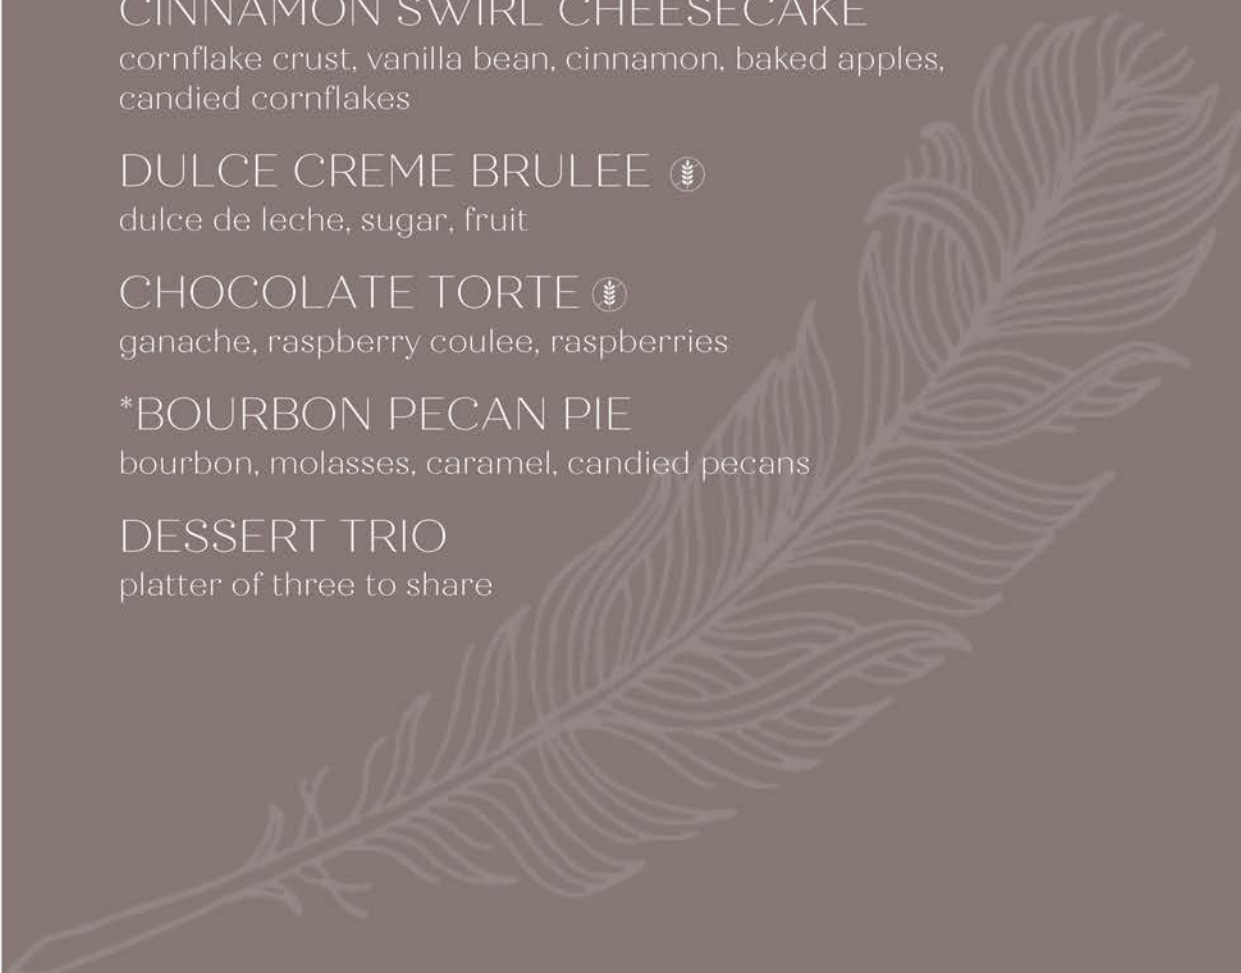 CINNAMON SWIRL CHEESECAKE
cornflake crust, vanilla bean, cinnamon, baked apples,
candied cornflakes
DULCE CREME BRULEE
dulce de leche, sugar, fruit
CHOCOLATE TORTE
ganache, raspberry coulee, raspberries
*BOURBON PECAN PIE
bourbon, molasses, caramel, candied pecans
DESSERT TRIO
platter of three to share